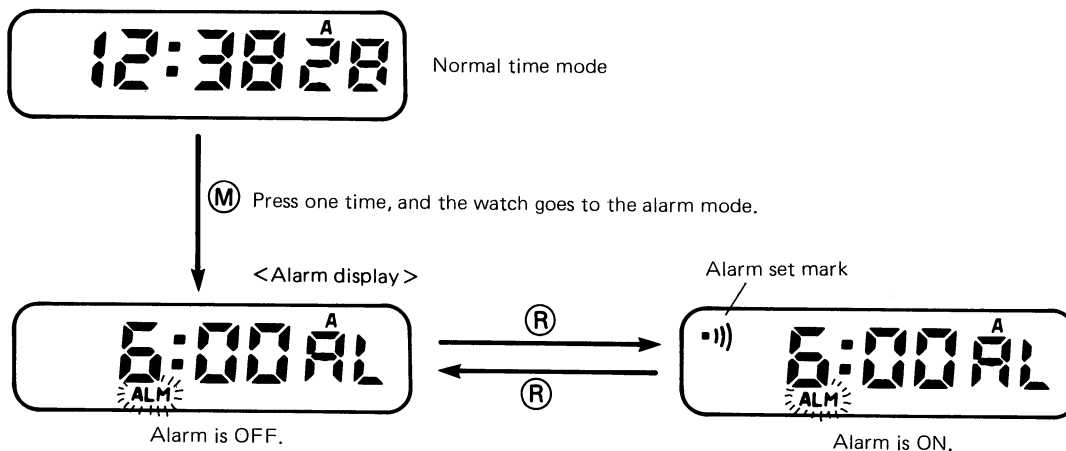 A
12:38 28
Normal time mode
Ⓜ Press one time, and the watch goes to the alarm mode.
<Alarm display>
Alarm set mark
A
6:00 AL
ALM
Alarm is OFF.
Ⓡ
Ⓡ
A
6:00 AL
ALM
Alarm is ON.